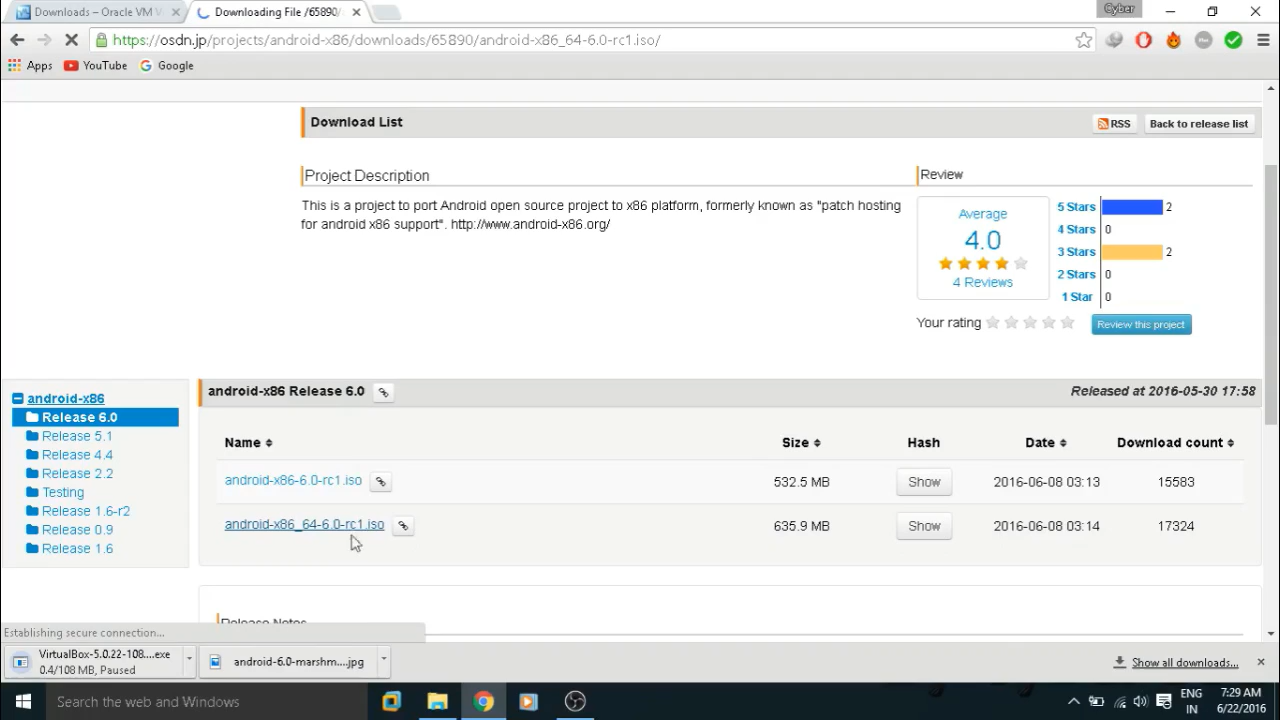 Downloads – Oracle VM V
Downloading File /65890/
Cyber
https://osdn.jp/projects/android-x86/downloads/65890/android-x86_64-6.0-rc1.iso/
Apps YouTube Google
Download List
RSS
Back to release list
Project Description
Review
This is a project to port Android open source project to x86 platform, formerly known as "patch hosting
for android x86 support". http://www.android-x86.org/
Average
4.0
4 Reviews
5 Stars 2
4 Stars 0
3 Stars 2
2 Stars 0
1 Star 0
Your rating
Review this project
android-x86
Release 6.0
Release 5.1
Release 4.4
Release 2.2
Testing
Release 1.6-r2
Release 0.9
Release 1.6
android-x86 Release 6.0
Released at 2016-05-30 17:58
Name Size Hash Date Download count
android-x86-6.0-rc1.iso 532.5 MB Show 2016-06-08 03:13 15583
android-x86_64-6.0-rc1.iso 635.9 MB Show 2016-06-08 03:14 17324
Release Notes
Establishing secure connection...
VirtualBox-5.0.22-108....exe
0.4/108 MB, Paused
android-6.0-marshm....jpg
Show all downloads...
Search the web and Windows
ENG
IN
7:29 AM
6/22/2016